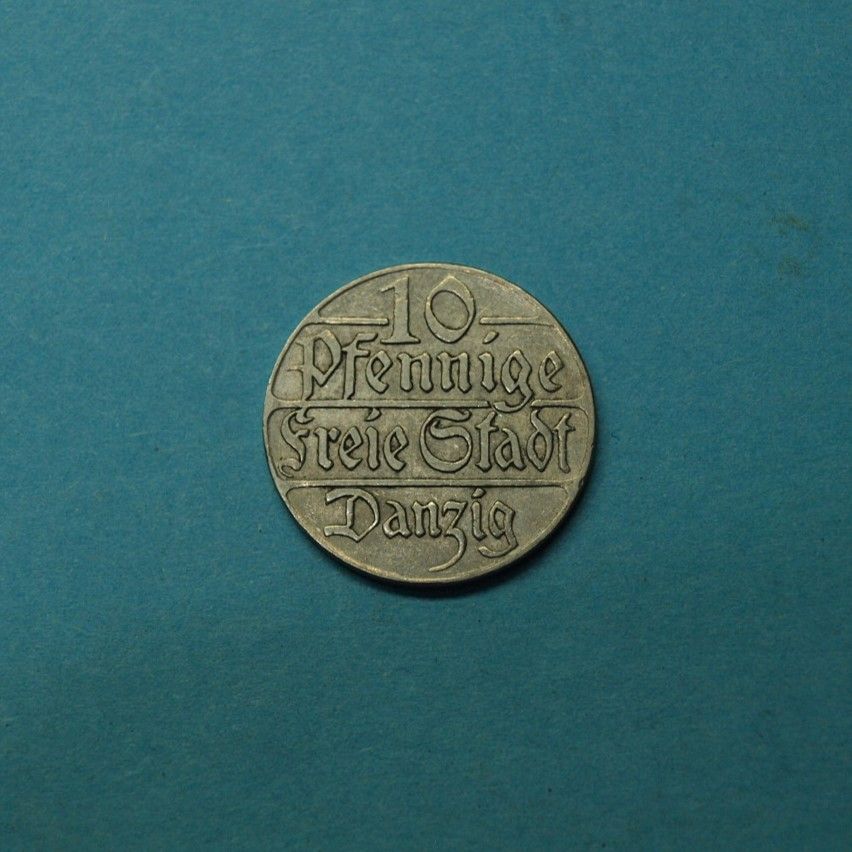 10
Pfennige
Freie Stadt
Danzig